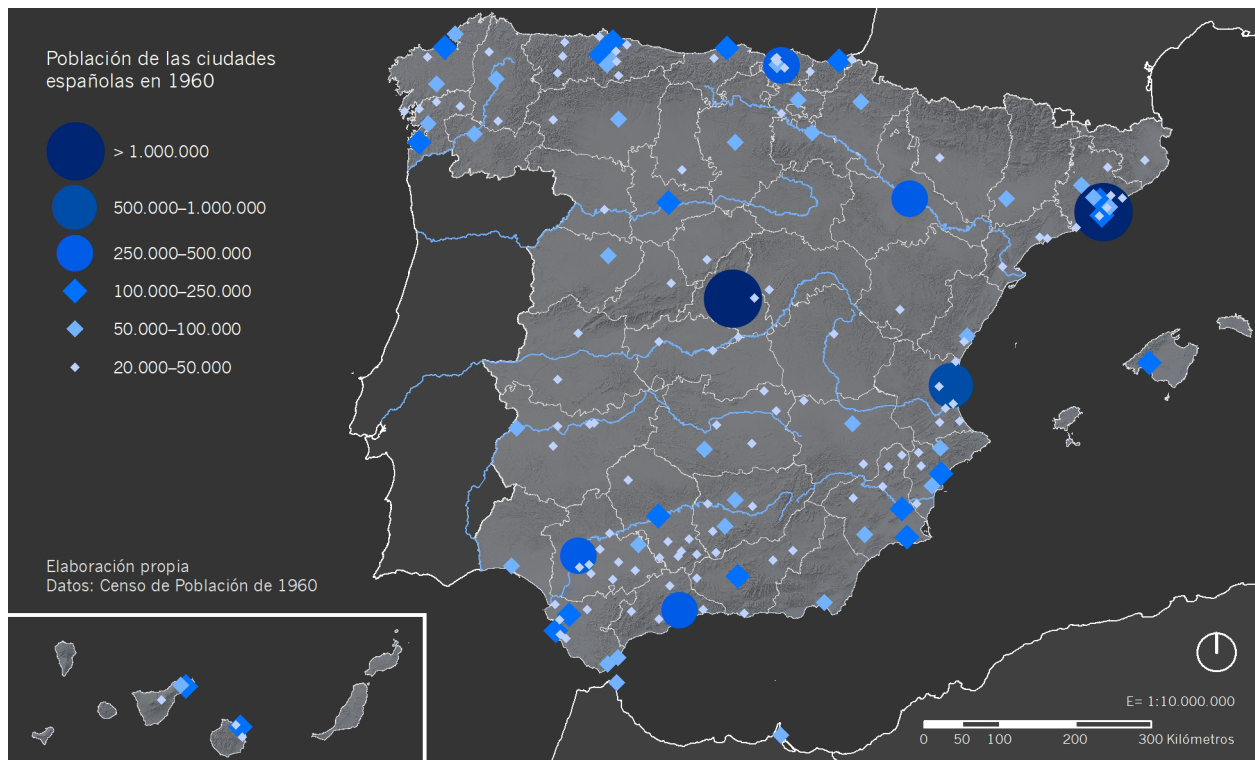 Población de las ciudades
españolas en 1960
> 1.000.000
500.000–1.000.000
250.000–500.000
100.000–250.000
50.000–100.000
20.000–50.000
Elaboración propia
Datos: Censo de Población de 1960
E= 1:10.000.000
0 50 100 200 300 Kilómetros